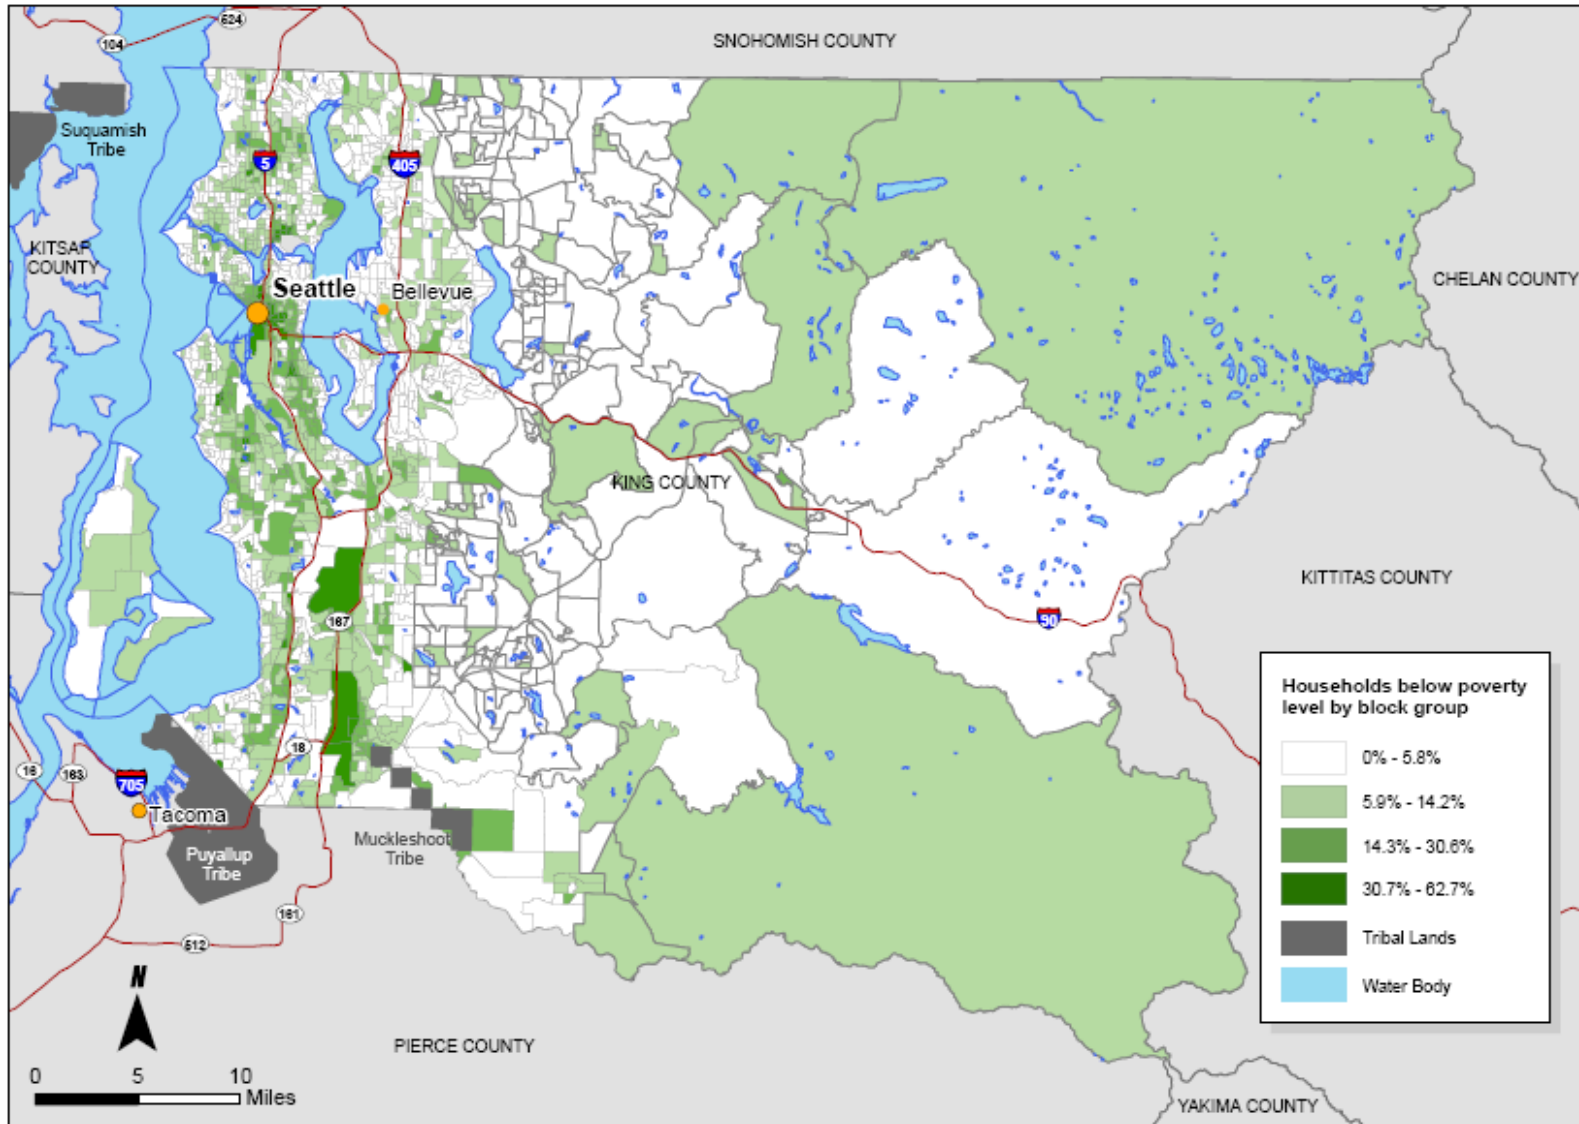 524
104
SNOHOMISH COUNTY
Suquamish
Tribe
5
405
KITSAP
COUNTY
CHELAN COUNTY
Seattle
Bellevue
KING COUNTY
KITTITAS COUNTY
167
90
Households below poverty
level by block group
0% - 5.8%
5.9% - 14.2%
14.3% - 30.6%
30.7% - 62.7%
Tribal Lands
Water Body
18
16
163
705
Tacoma
Muckleshoot
Tribe
Puyallup
Tribe
161
512
N
PIERCE COUNTY
0 5 10
Miles
YAKIMA COUNTY